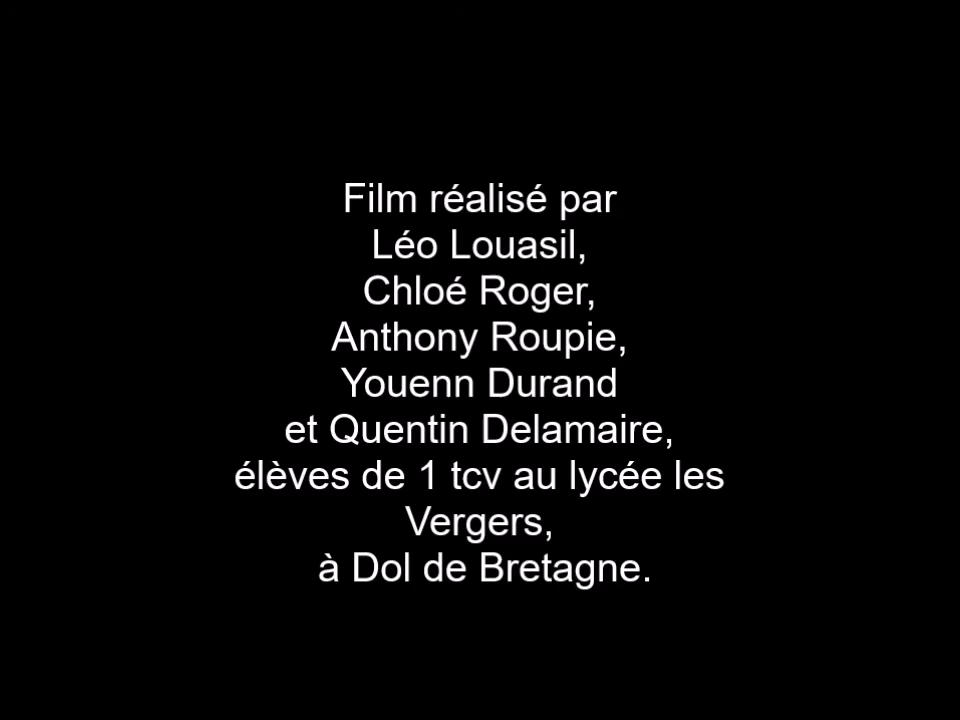 Film réalisé par
Léo Louasil,
Chloé Roger,
Anthony Roupie,
Youenn Durand
et Quentin Delamaire,
élèves de 1 tcv au lycée les
Vergers,
à Dol de Bretagne.